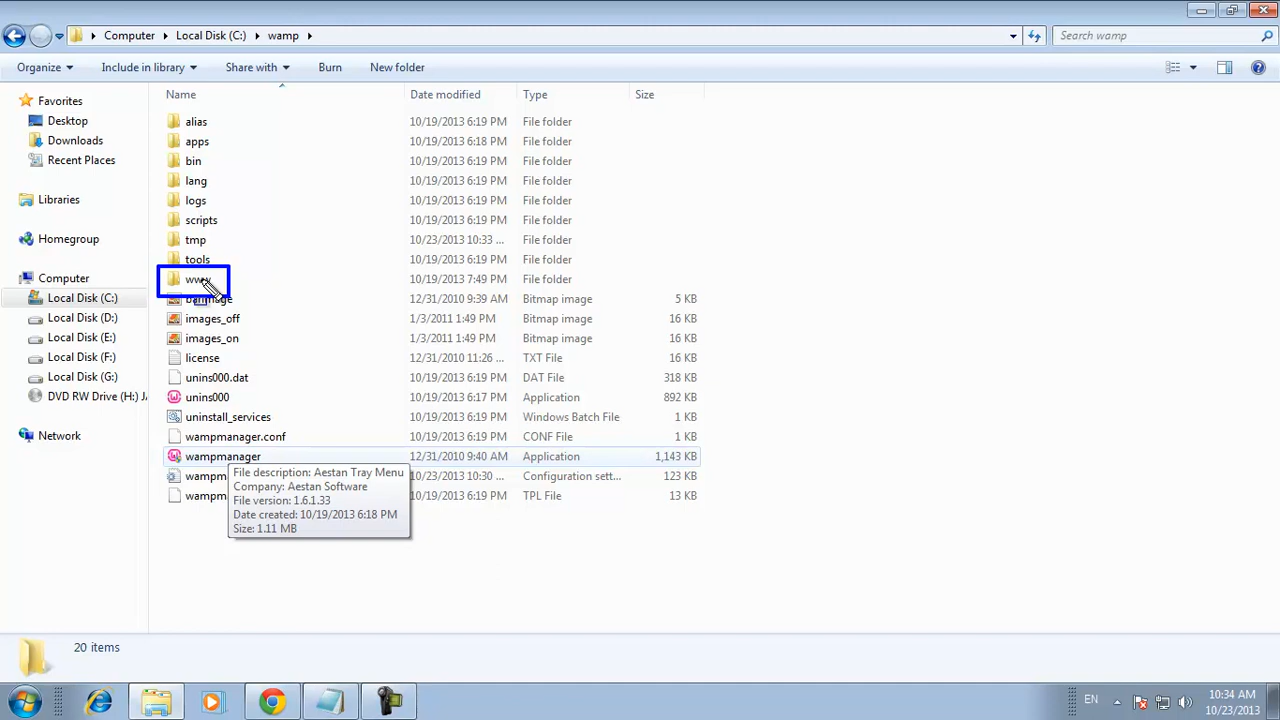 Computer Local Disk (C:) wamp
Search wamp
Organize Include in library Share with Burn New folder
Name Date modified Type Size
Favorites
Desktop
Downloads
Recent Places
Libraries
Homegroup
Computer
Local Disk (C:)
Local Disk (D:)
Local Disk (E:)
Local Disk (F:)
Local Disk (G:)
DVD RW Drive (H:)
Network
alias 10/19/2013 6:19 PM File folder
apps 10/19/2013 6:18 PM File folder
bin 10/19/2013 6:19 PM File folder
lang 10/19/2013 6:19 PM File folder
logs 10/19/2013 6:19 PM File folder
scripts 10/19/2013 6:19 PM File folder
tmp 10/23/2013 10:33 ... File folder
tools 10/19/2013 6:19 PM File folder
www 10/19/2013 7:49 PM File folder
barimage 12/31/2010 9:39 AM Bitmap image 5 KB
images_off 1/3/2011 1:49 PM Bitmap image 16 KB
images_on 1/3/2011 1:49 PM Bitmap image 16 KB
license 12/31/2010 11:26 ... TXT File 16 KB
unins000.dat 10/19/2013 6:19 PM DAT File 318 KB
unins000 10/19/2013 6:17 PM Application 892 KB
uninstall_services 10/19/2013 6:19 PM Windows Batch File 1 KB
wampmanager.conf 10/19/2013 6:19 PM CONF File 1 KB
wampmanager 12/31/2010 9:40 AM Application 1,143 KB
wampm 10/23/2013 10:30 ... Configuration sett... 123 KB
wampm 10/19/2013 6:19 PM TPL File 13 KB
File description: Aestan Tray Menu
Company: Aestan Software
File version: 1.6.1.33
Date created: 10/19/2013 6:18 PM
Size: 1.11 MB
20 items
EN
10:34 AM
10/23/2013